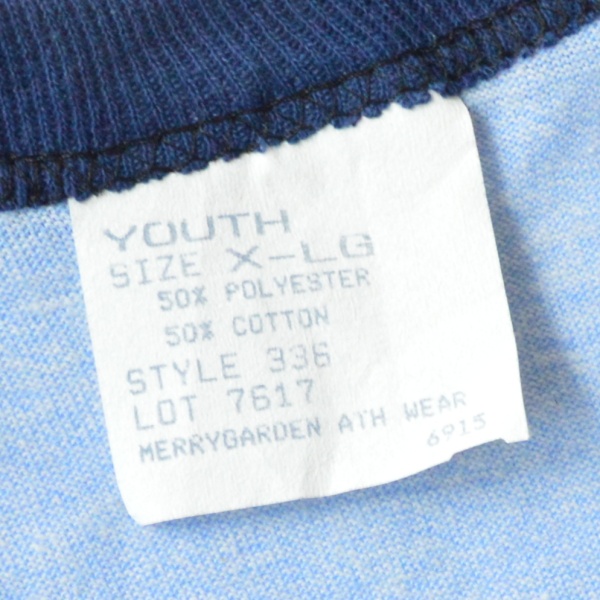 YOUTH
SIZE X-LG
50% POLYESTER
50% COTTON
STYLE 336
LOT 7617
MERRYGARDEN ATH WEAR
6915